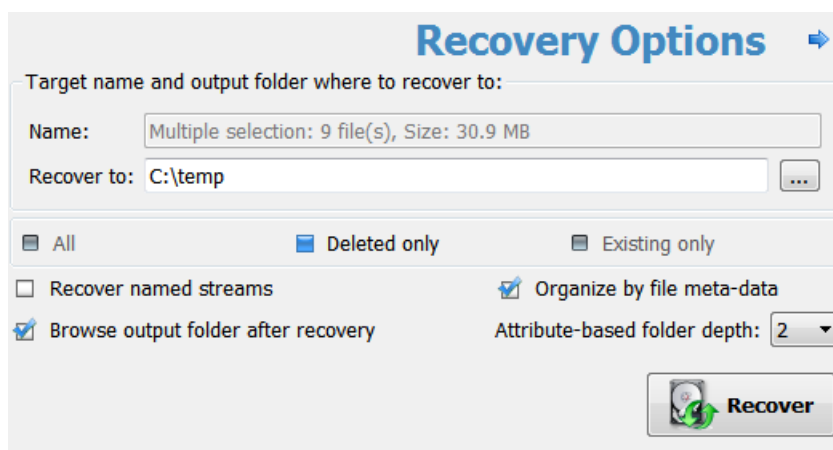 Recovery Options
Target name and output folder where to recover to:
Name: Multiple selection: 9 file(s), Size: 30.9 MB
Recover to: C:\temp ...
All Deleted only Existing only
Recover named streams Organize by file meta-data
Browse output folder after recovery Attribute-based folder depth: 2
Recover